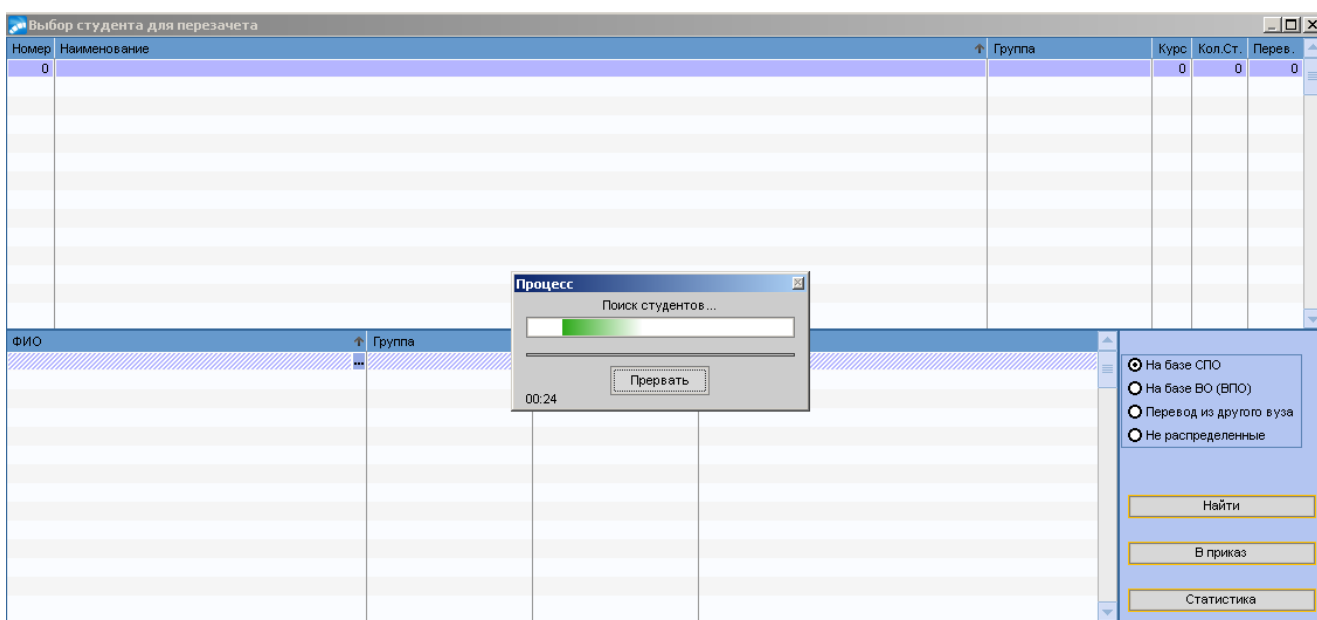 Выбор студента для перезачета
Номер Наименование Группа Курс Кол.Ст. Перев.
0 0 0 0
Процесс
Поиск студентов...
Прервать
00:24
ФИО Группа
...
На базе СПО
На базе ВО (ВПО)
Перевод из другого вуза
Не распределенные
Найти
В приказ
Статистика